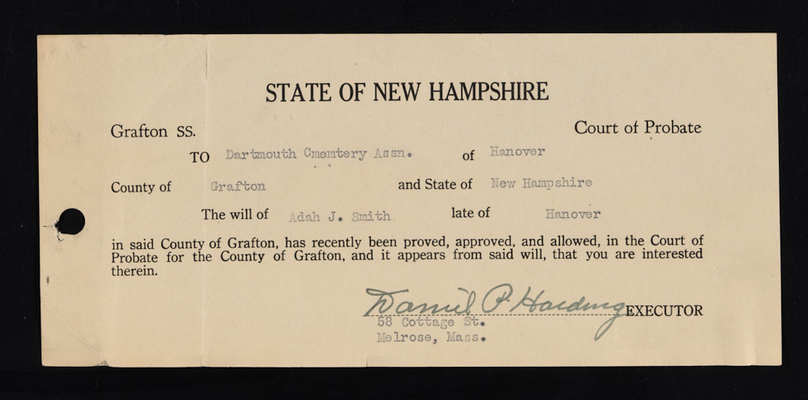 STATE OF NEW HAMPSHIRE
Grafton SS. Court of Probate
TO Dartmouth Cmemtery Assn. of Hanover
County of Grafton and State of New Hampshire
The will of Adah J. Smith late of Hanover
in said County of Grafton, has recently been proved, approved, and allowed, in the Court of
Probate for the County of Grafton, and it appears from said will, that you are interested
therein.
Daniel P. Harding EXECUTOR
58 Cottage St.
Melrose, Mass.